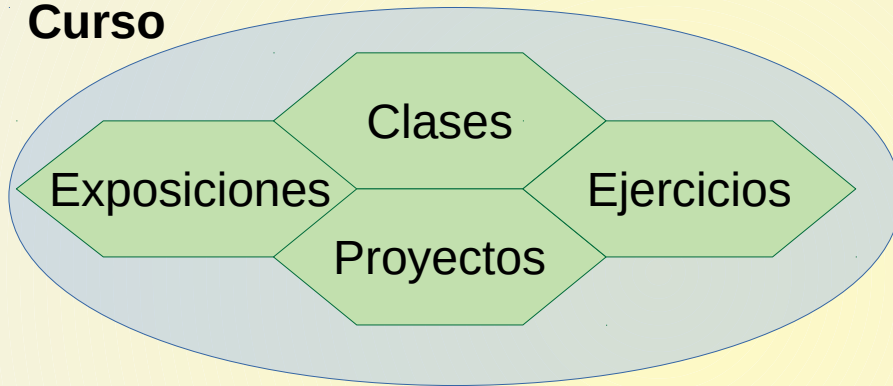 Curso
Clases
Exposiciones
Ejercicios
Proyectos